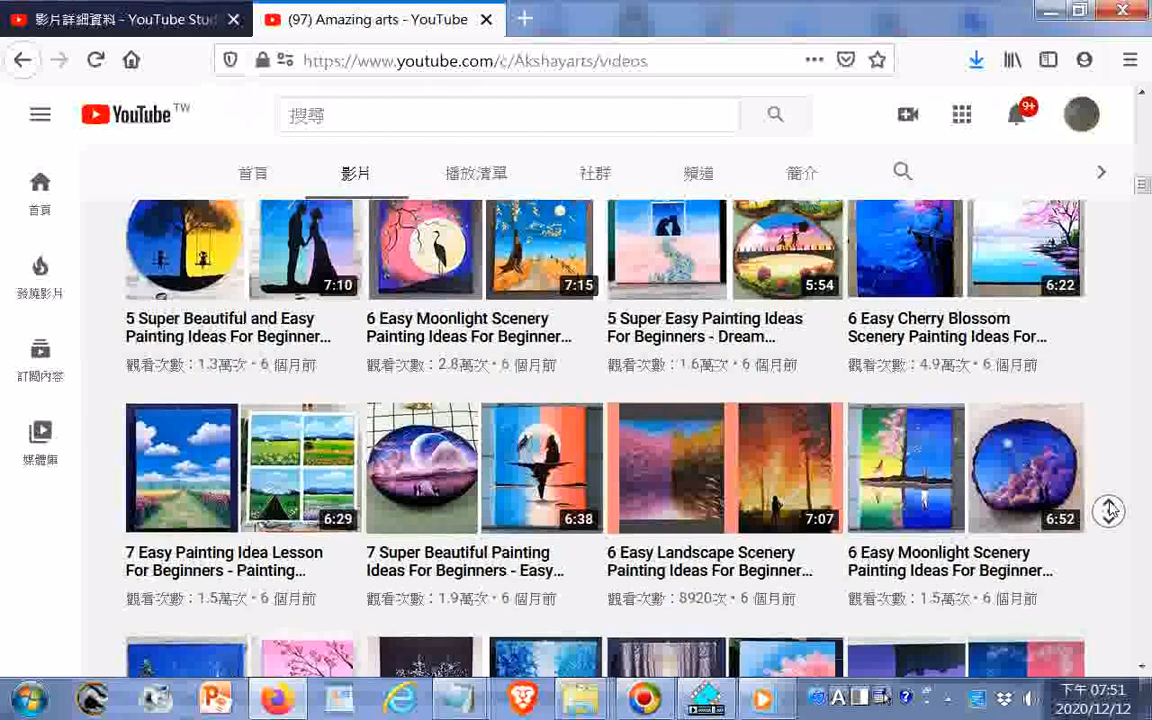 影片詳細資料 - YouTube Stud
(97) Amazing arts - YouTube
https://www.youtube.com/c/Akshayarts/videos
YouTube TW
搜尋
9+
首頁 影片 播放清單 社群 頻道 簡介
首頁
發燒影片
訂閱內容
媒體庫
7:10
7:15
5:54
6:22
5 Super Beautiful and Easy
Painting Ideas For Beginner...
觀看次數：1.3萬次・6 個月前
6 Easy Moonlight Scenery
Painting Ideas For Beginner...
觀看次數：2.8萬次・6 個月前
5 Super Easy Painting Ideas
For Beginners - Dream...
觀看次數：1.6萬次・6 個月前
6 Easy Cherry Blossom
Scenery Painting Ideas For...
觀看次數：4.9萬次・6 個月前
6:29
6:38
7:07
6:52
7 Easy Painting Idea Lesson
For Beginners - Painting...
觀看次數：1.5萬次・6 個月前
7 Super Beautiful Painting
Ideas For Beginners - Easy...
觀看次數：1.9萬次・6 個月前
6 Easy Landscape Scenery
Painting Ideas For Beginner...
觀看次數：8920次・6 個月前
6 Easy Moonlight Scenery
Painting Ideas For Beginner...
觀看次數：1.5萬次・6 個月前
下午 07:51
2020/12/12